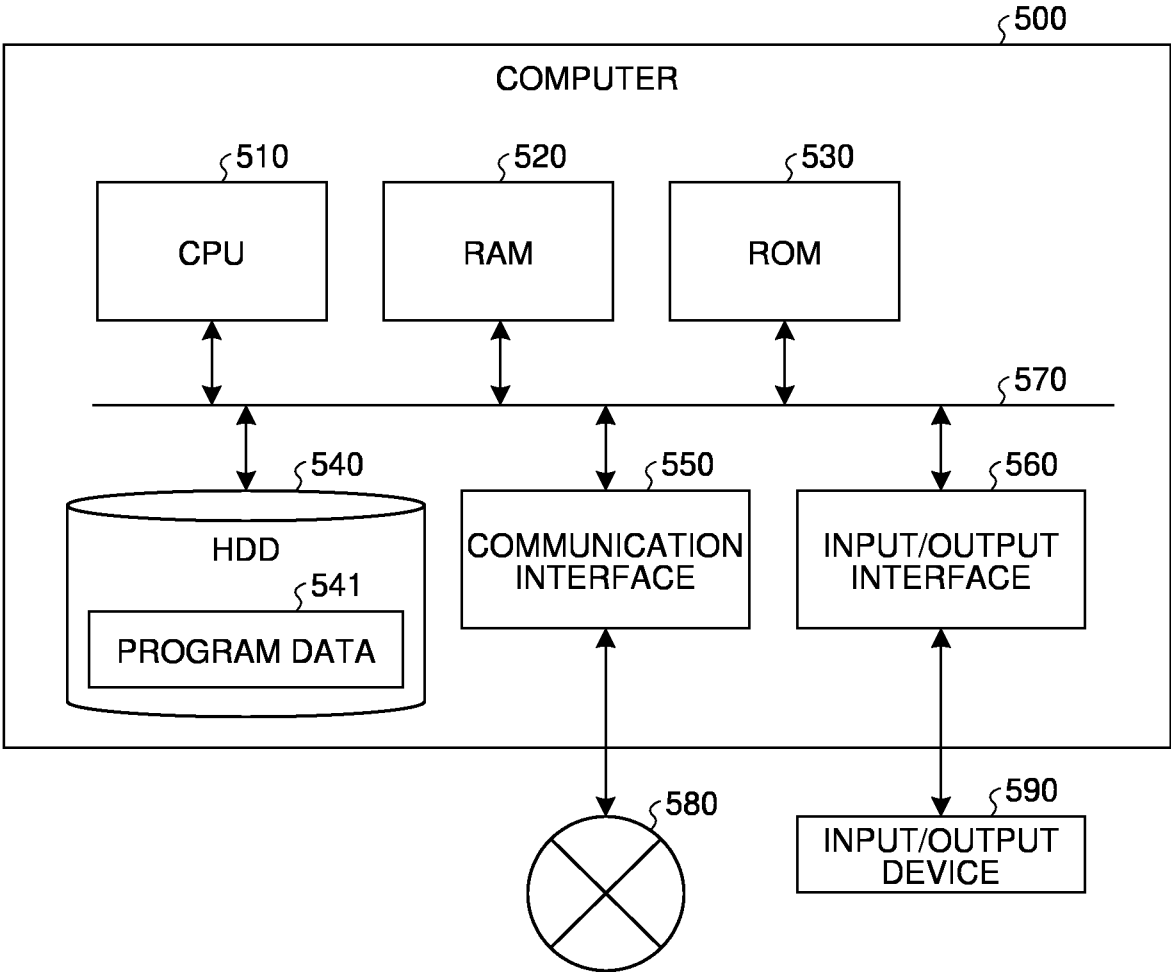 500
COMPUTER
510
520
530
CPU
RAM
ROM
570
540
550
560
HDD
COMMUNICATION
INTERFACE
INPUT/OUTPUT
INTERFACE
541
PROGRAM DATA
580
590
INPUT/OUTPUT
DEVICE